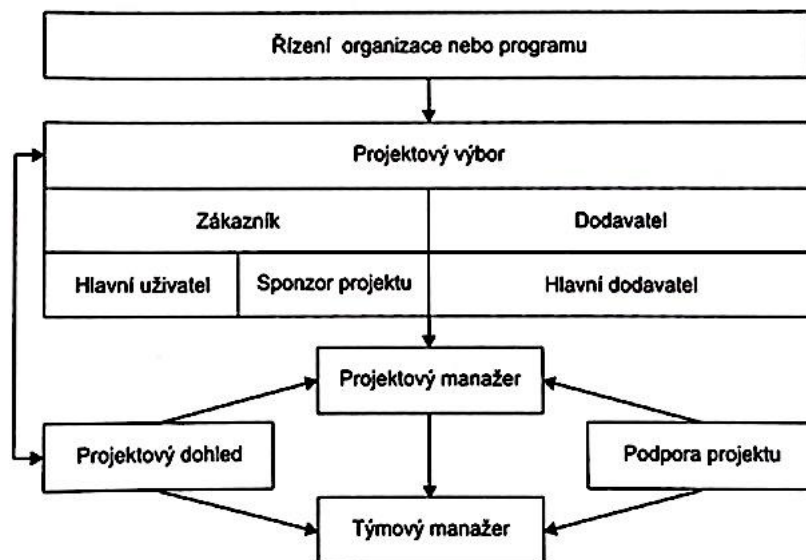 Řízení organizace nebo programu
Projektový výbor
Zákazník
Dodavatel
Hlavní uživatel
Sponzor projektu
Hlavní dodavatel
Projektový manažer
Projektový dohled
Podpora projektu
Týmový manažer